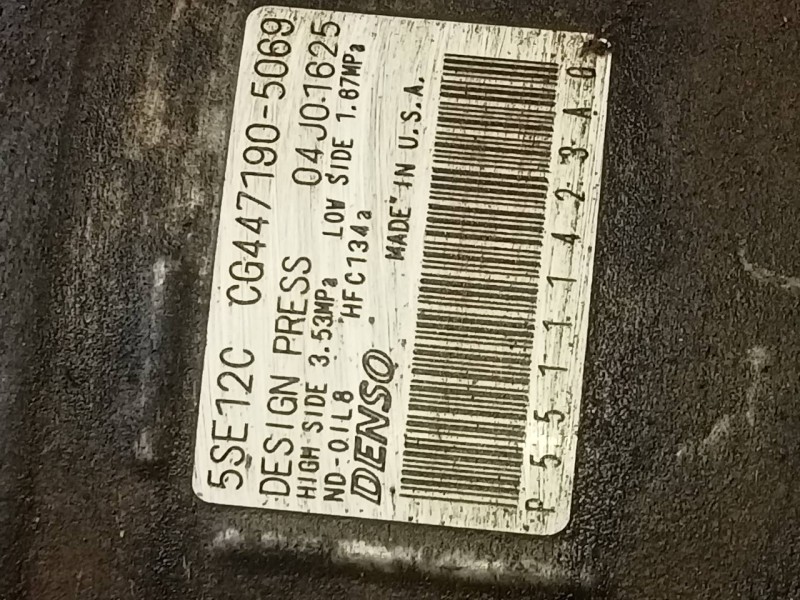 5SE12C CG447190-5069
DESIGN PRESS 04J01625
HIGH SIDE 3.53MPa LOW SIDE 1.67MPa
ND-OIL8 HFC134a
DENSO MADE IN U.S.A.
P55111423A0